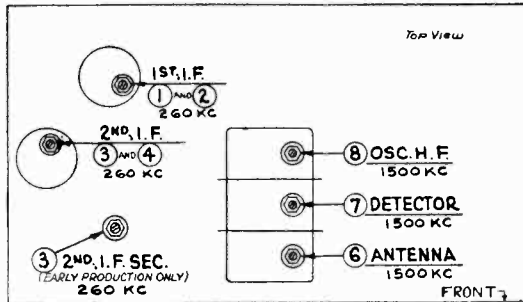 Top View
1ST. I.F.
1 AND 2
260 KC
2ND. I.F.
3 AND 4
260 KC
3 2ND. I.F. SEC.
(EARLY PRODUCTION ONLY)
260 KC
8 OSC. H.F.
1500 KC
7 DETECTOR
1500 KC
6 ANTENNA
1500 KC
FRONT